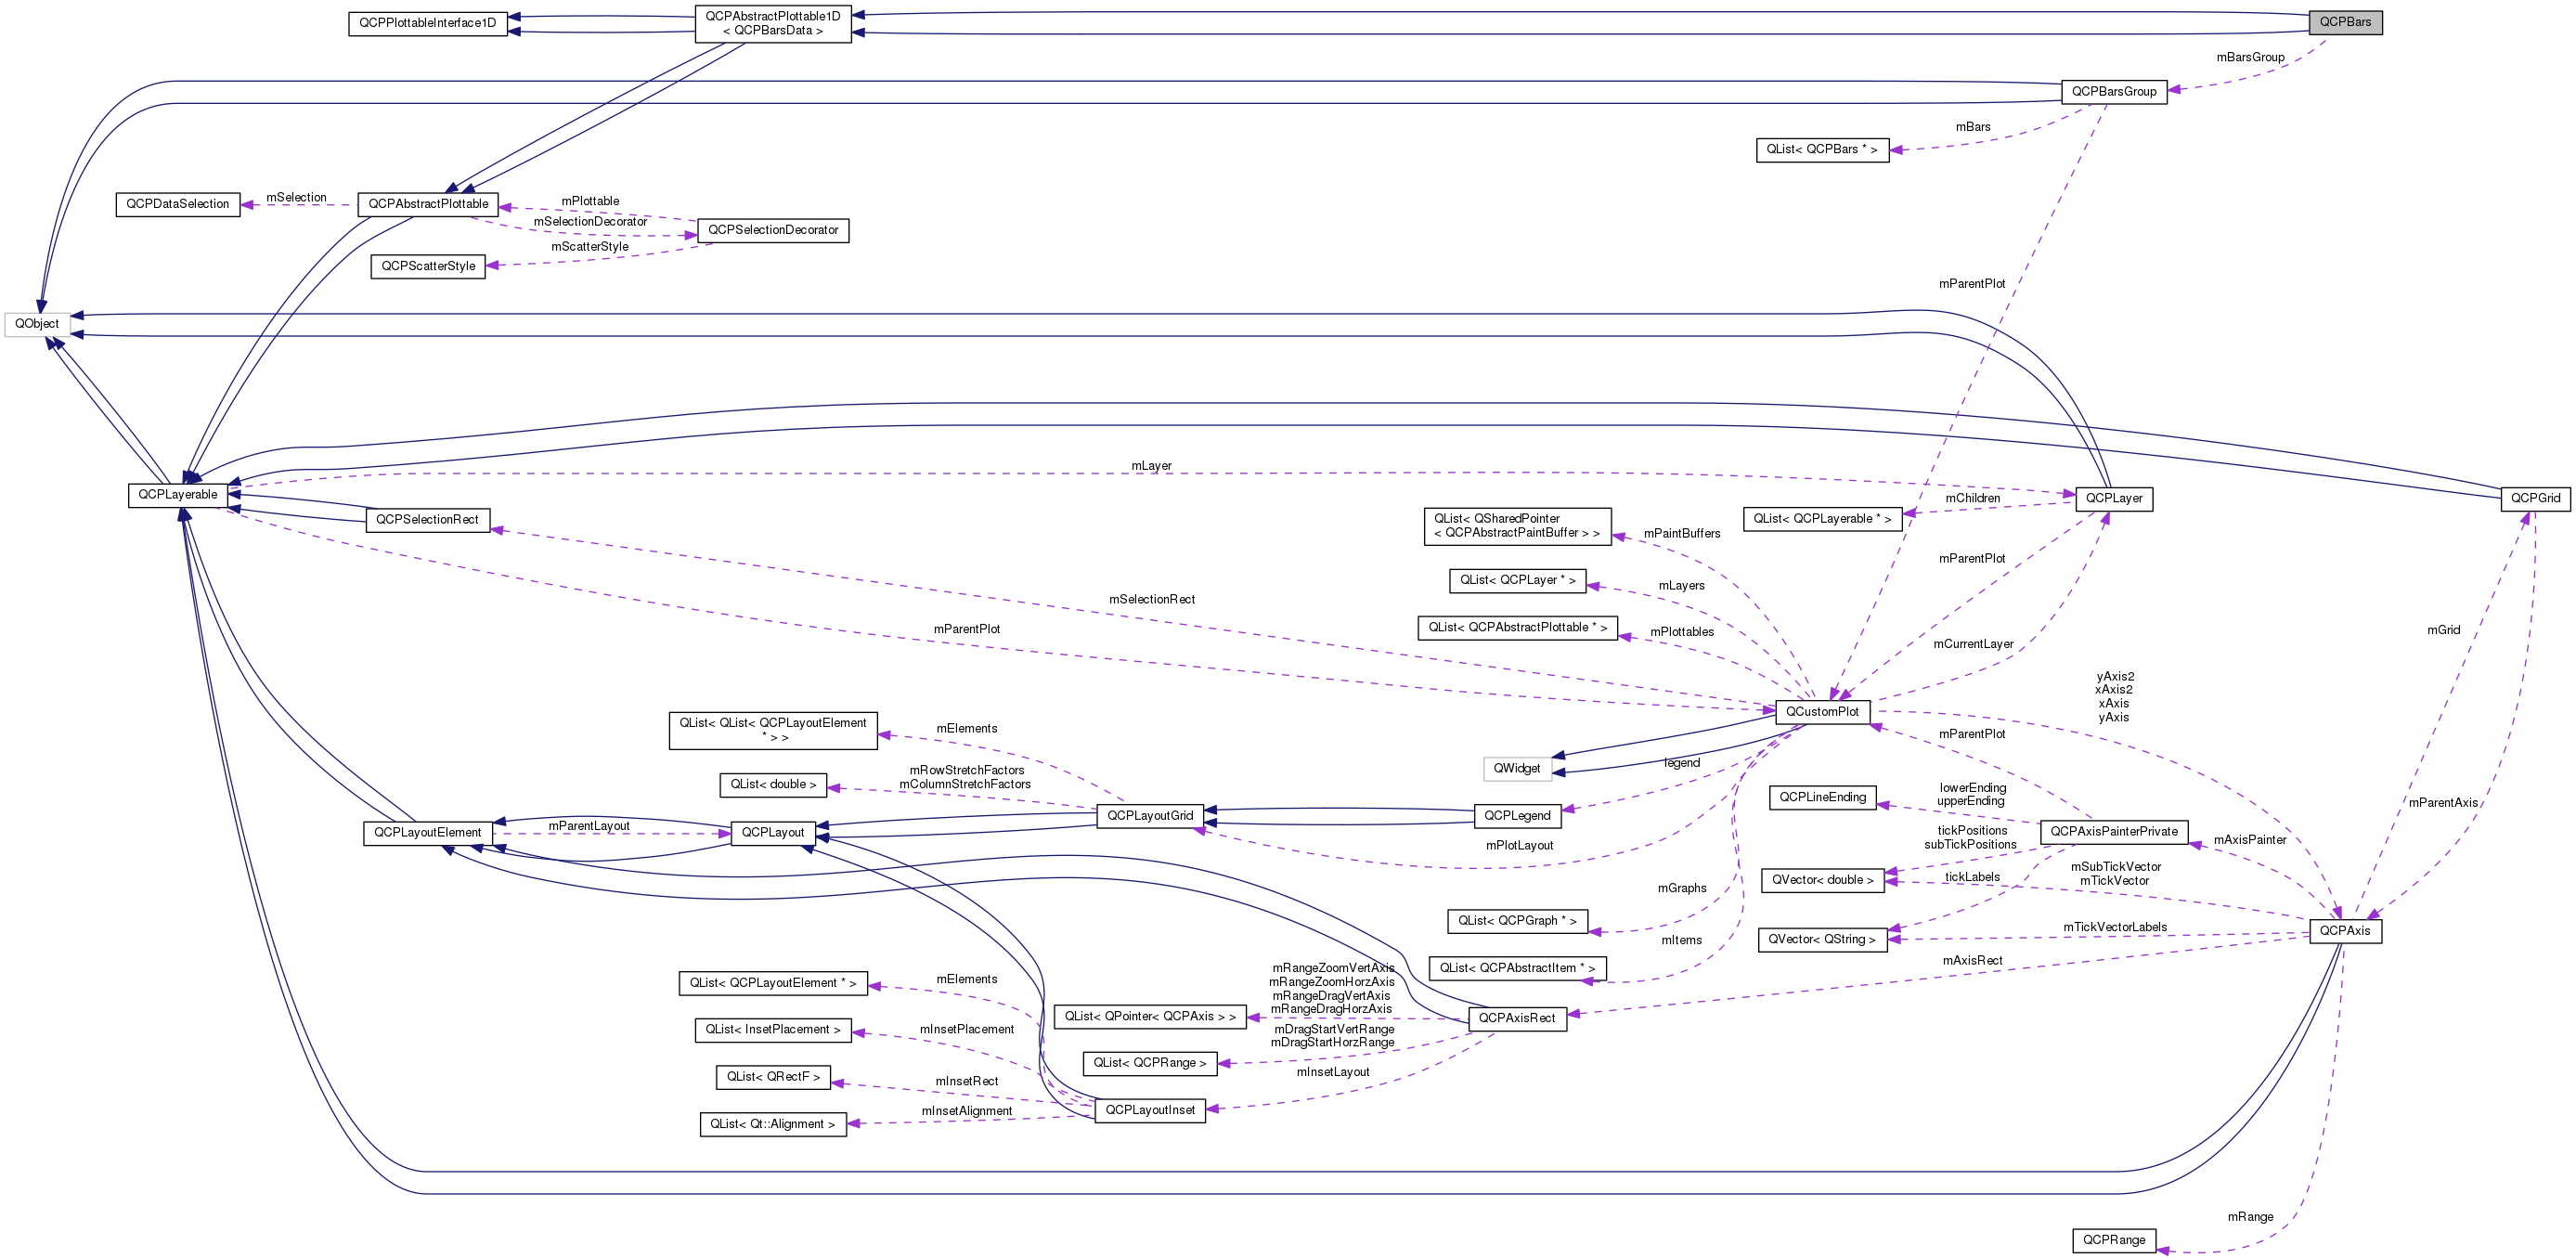 QCPPlottableInterface1D
QCPAbstractPlottable1D
< QCPBarsData >
QCPBars
mBarsGroup
QCPBarsGroup
mBars
QList< QCPBars * >
QCPDataSelection
mSelection
QCPAbstractPlottable
mPlottable
mSelectionDecorator
QCPSelectionDecorator
mScatterStyle
QCPScatterStyle
mParentPlot
QObject
mLayer
QCPLayerable
QCPSelectionRect
QCPLayer
QCPGrid
mChildren
QList< QCPLayerable * >
QList< QSharedPointer
< QCPAbstractPaintBuffer > >
mPaintBuffers
mParentPlot
QList< QCPLayer * >
mLayers
mSelectionRect
QList< QCPAbstractPlottable * >
mPlottables
mParentPlot
mCurrentLayer
mGrid
yAxis2
xAxis2
xAxis
yAxis
QCustomPlot
QList< QList< QCPLayoutElement
* > >
mElements
mParentPlot
QWidget
legend
mRowStretchFactors
mColumnStretchFactors
QList< double >
lowerEnding
upperEnding
QCPLineEnding
mParentAxis
QCPLayoutElement
mParentLayout
QCPLayout
QCPLayoutGrid
QCPLegend
QCPAxisPainterPrivate
mAxisPainter
mPlotLayout
tickPositions
subTickPositions
mSubTickVector
mTickVector
QVector< double >
tickLabels
mGraphs
QList< QCPGraph * >
mTickVectorLabels
QVector< QString >
QCPAxis
mItems
QList< QCPAbstractItem * >
mAxisRect
QList< QCPLayoutElement * >
mElements
mRangeZoomVertAxis
mRangeZoomHorzAxis
mRangeDragVertAxis
mRangeDragHorzAxis
QList< QPointer< QCPAxis > >
QCPAxisRect
QList< InsetPlacement >
mInsetPlacement
mDragStartVertRange
mDragStartHorzRange
QList< QCPRange >
QList< QRectF >
mInsetRect
mInsetLayout
QList< Qt::Alignment >
mInsetAlignment
QCPLayoutInset
mRange
QCPRange